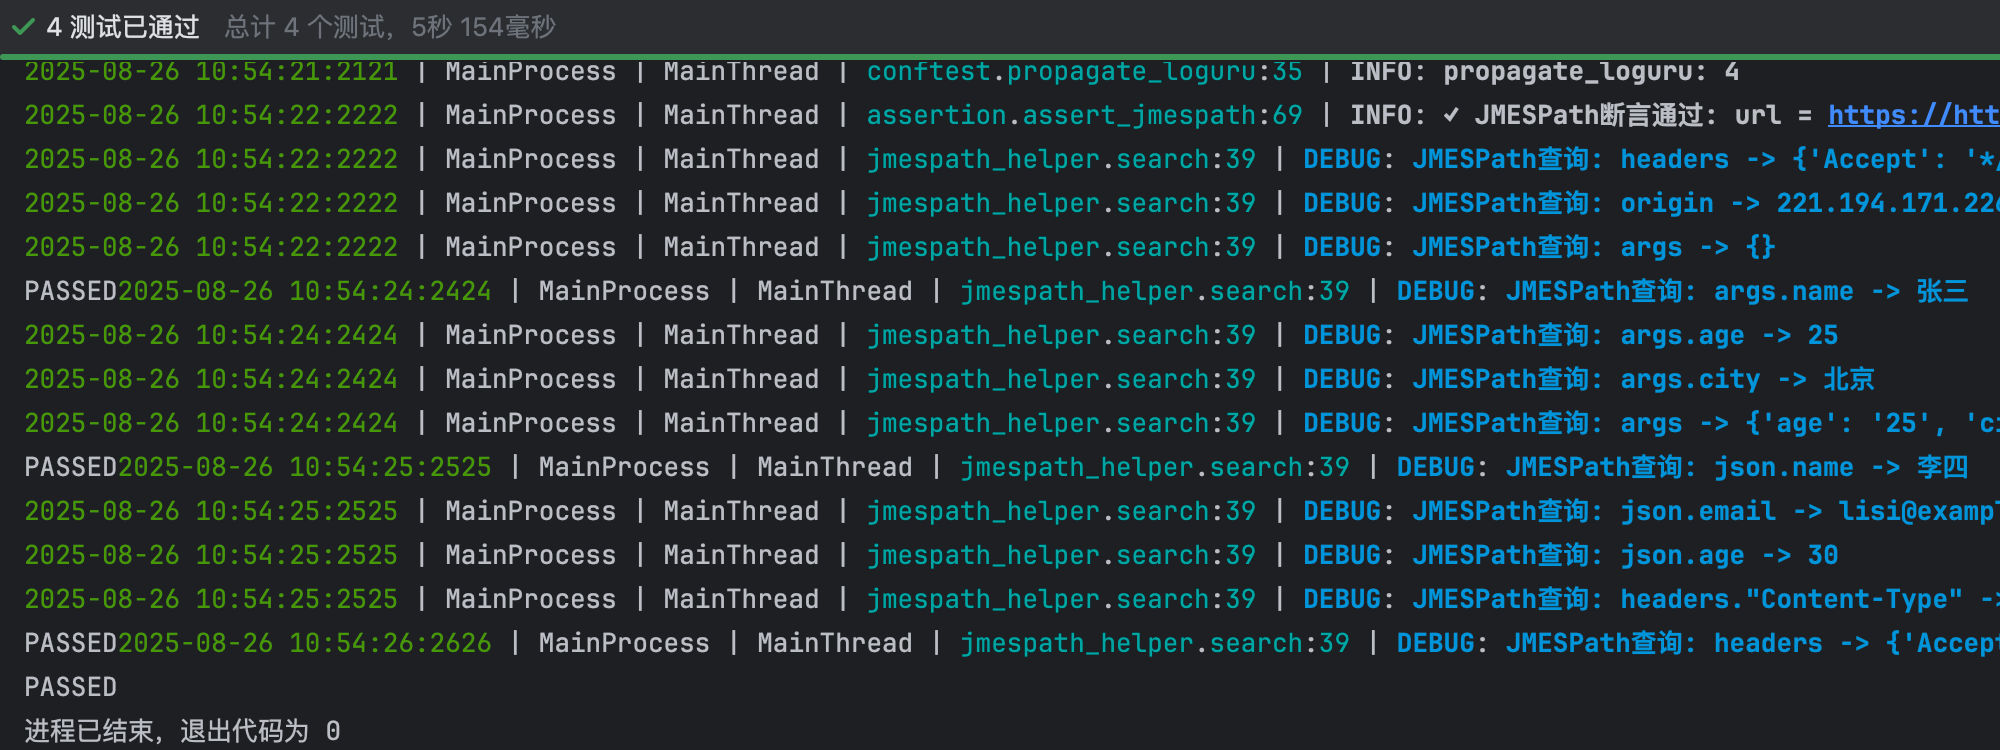 4 测试已通过 总计 4 个测试, 5秒 154毫秒
2025-08-26 10:54:21:2121 | MainProcess | MainThread | conftest.propagate_loguru:35 | INFO: propagate_loguru: 4
2025-08-26 10:54:22:2222 | MainProcess | MainThread | assertion.assert_jmespath:69 | INFO: ✓ JMESPath断言通过: url = https://htt
2025-08-26 10:54:22:2222 | MainProcess | MainThread | jmespath_helper.search:39 | DEBUG: JMESPath查询: headers -> {'Accept': '*/
2025-08-26 10:54:22:2222 | MainProcess | MainThread | jmespath_helper.search:39 | DEBUG: JMESPath查询: origin -> 221.194.171.226
2025-08-26 10:54:22:2222 | MainProcess | MainThread | jmespath_helper.search:39 | DEBUG: JMESPath查询: args -> {}
PASSED2025-08-26 10:54:24:2424 | MainProcess | MainThread | jmespath_helper.search:39 | DEBUG: JMESPath查询: args.name -> 张三
2025-08-26 10:54:24:2424 | MainProcess | MainThread | jmespath_helper.search:39 | DEBUG: JMESPath查询: args.age -> 25
2025-08-26 10:54:24:2424 | MainProcess | MainThread | jmespath_helper.search:39 | DEBUG: JMESPath查询: args.city -> 北京
2025-08-26 10:54:24:2424 | MainProcess | MainThread | jmespath_helper.search:39 | DEBUG: JMESPath查询: args -> {'age': '25', 'ci
PASSED2025-08-26 10:54:25:2525 | MainProcess | MainThread | jmespath_helper.search:39 | DEBUG: JMESPath查询: json.name -> 李四
2025-08-26 10:54:25:2525 | MainProcess | MainThread | jmespath_helper.search:39 | DEBUG: JMESPath查询: json.email -> lisi@exampl
2025-08-26 10:54:25:2525 | MainProcess | MainThread | jmespath_helper.search:39 | DEBUG: JMESPath查询: json.age -> 30
2025-08-26 10:54:25:2525 | MainProcess | MainThread | jmespath_helper.search:39 | DEBUG: JMESPath查询: headers."Content-Type" ->
PASSED2025-08-26 10:54:26:2626 | MainProcess | MainThread | jmespath_helper.search:39 | DEBUG: JMESPath查询: headers -> {'Accept
PASSED
进程已结束, 退出代码为 0